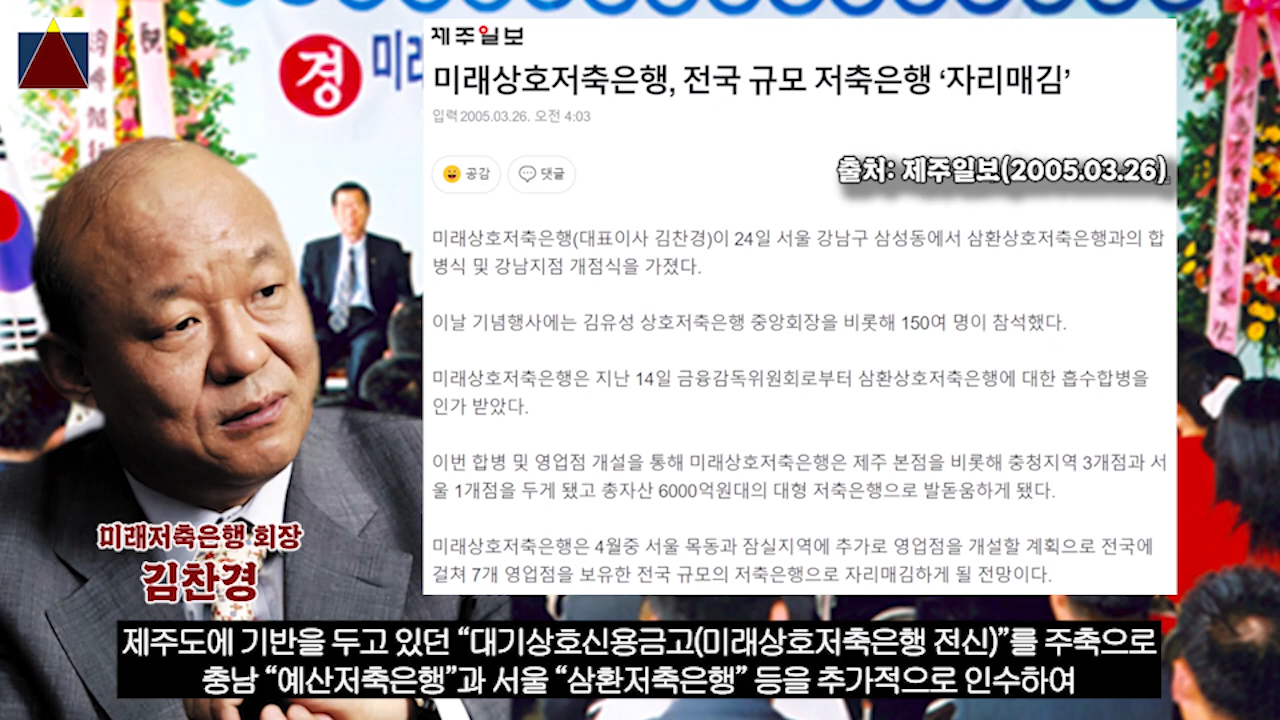 경
미래
제주일보
미래상호저축은행, 전국 규모 저축은행 ‘자리매김’
입력 2005.03.26. 오전 4:03
공감
댓글
출처: 제주일보(2005.03.26)
미래상호저축은행(대표이사 김찬경)이 24일 서울 강남구 삼성동에서 삼환상호저축은행과의 합
병식 및 강남지점 개점식을 가졌다.
이날 기념행사에는 김유성 상호저축은행 중앙회장을 비롯해 150여 명이 참석했다.
미래상호저축은행은 지난 14일 금융감독위원회로부터 삼환상호저축은행에 대한 흡수합병을
인가 받았다.
이번 합병 및 영업점 개설을 통해 미래상호저축은행은 제주 본점을 비롯해 충청지역 3개점과 서
울 1개점을 두게 됐고 총자산 6000억원대의 대형 저축은행으로 발돋움하게 됐다.
미래상호저축은행은 4월중 서울 목동과 잠실지역에 추가로 영업점을 개설할 계획으로 전국에
걸쳐 7개 영업점을 보유한 전국 규모의 저축은행으로 자리매김하게 될 전망이다.
미래저축은행 회장
김찬경
제주도에 기반을 두고 있던 “대기상호신용금고(미래상호저축은행 전신)”를 주축으로
충남 “예산저축은행”과 서울 “삼환저축은행” 등을 추가적으로 인수하여